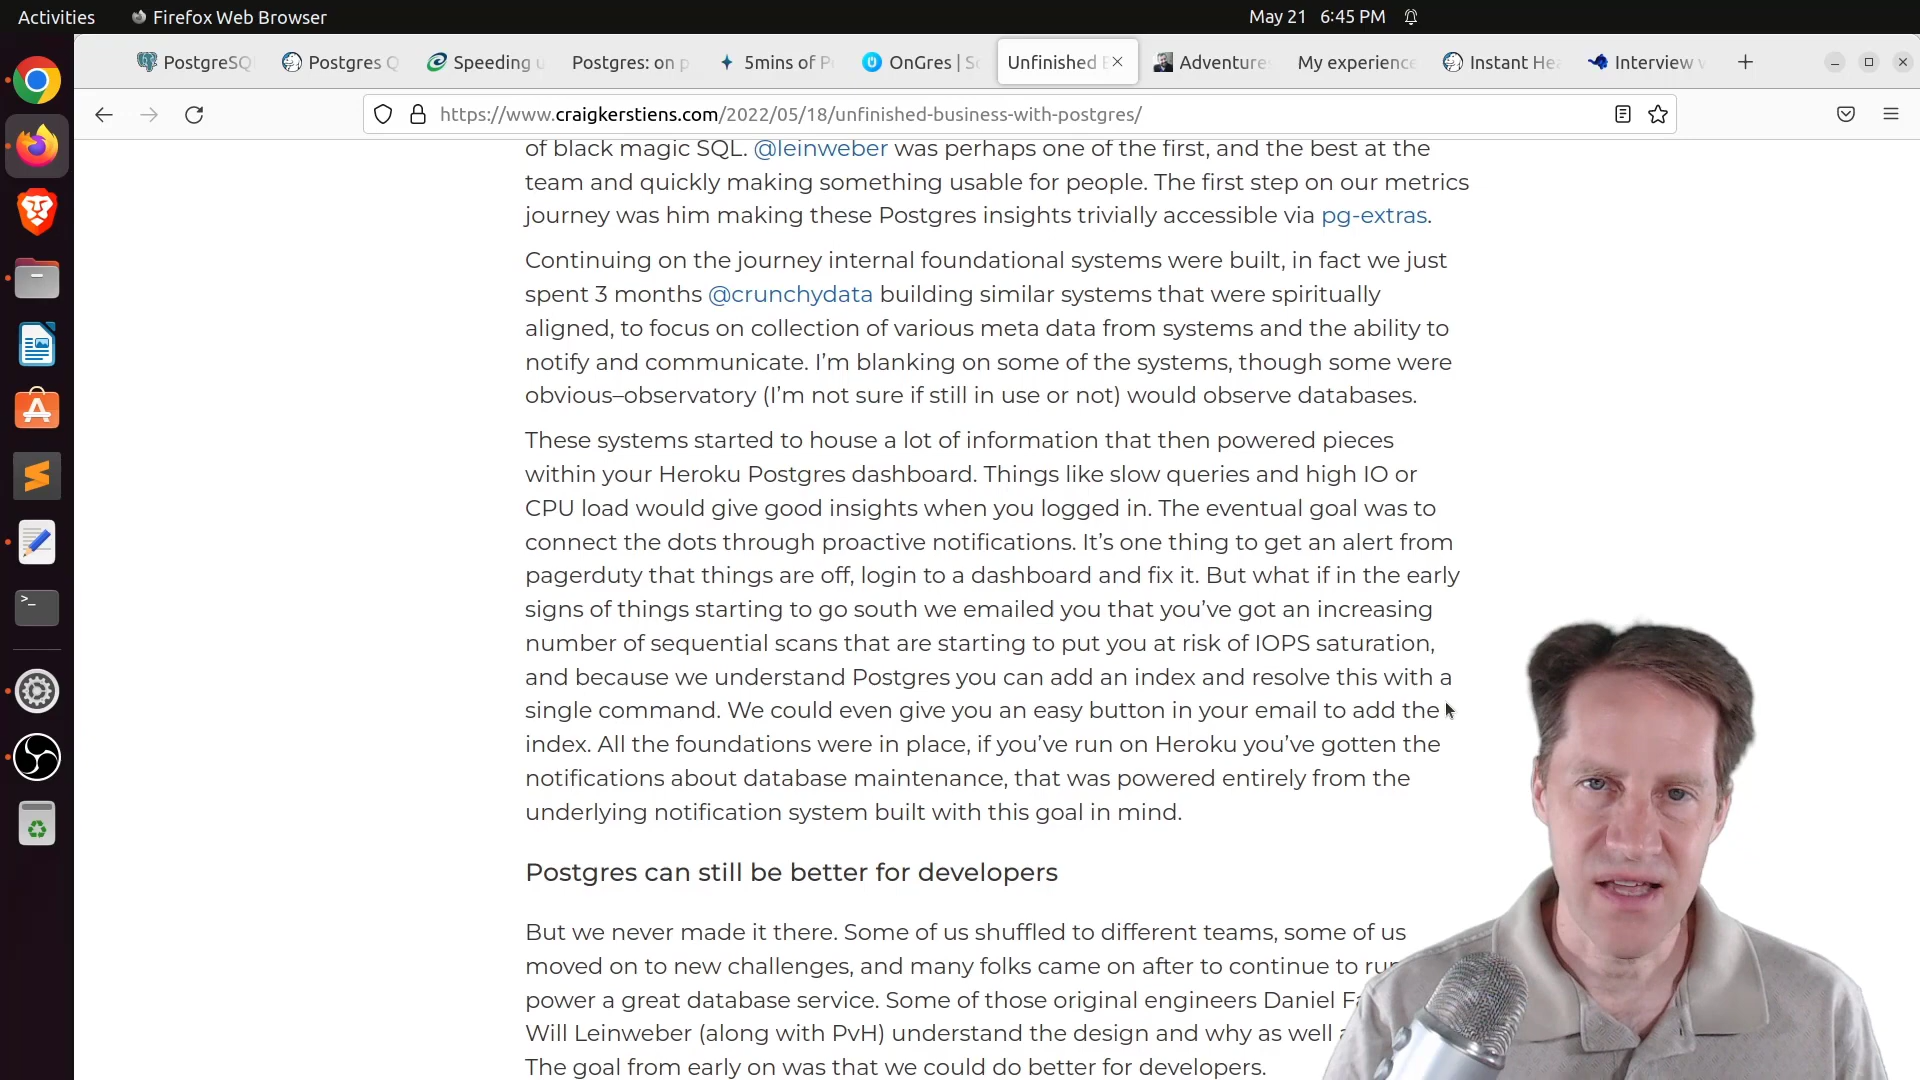 Activities
Firefox Web Browser
May 21 6:45 PM
PostgreSQ
Postgres Q
Speeding u
Postgres: on p
5mins of P
OnGres | S
Unfinished
Adventure
My experience
Instant He
Interview
https://www.craigkerstiens.com/2022/05/18/unfinished-business-with-postgres/
of black magic SQL. @leinweber was perhaps one of the first, and the best at the
team and quickly making something usable for people. The first step on our metrics
journey was him making these Postgres insights trivially accessible via pg-extras.
Continuing on the journey internal foundational systems were built, in fact we just
spent 3 months @crunchydata building similar systems that were spiritually
aligned, to focus on collection of various meta data from systems and the ability to
notify and communicate. I'm blanking on some of the systems, though some were
obvious–observatory (I'm not sure if still in use or not) would observe databases.
These systems started to house a lot of information that then powered pieces
within your Heroku Postgres dashboard. Things like slow queries and high IO or
CPU load would give good insights when you logged in. The eventual goal was to
connect the dots through proactive notifications. It's one thing to get an alert from
pagerduty that things are off, login to a dashboard and fix it. But what if in the early
signs of things starting to go south we emailed you that you've got an increasing
number of sequential scans that are starting to put you at risk of IOPS saturation,
and because we understand Postgres you can add an index and resolve this with a
single command. We could even give you an easy button in your email to add the
index. All the foundations were in place, if you've run on Heroku you've gotten the
notifications about database maintenance, that was powered entirely from the
underlying notification system built with this goal in mind.
Postgres can still be better for developers
But we never made it there. Some of us shuffled to different teams, some of us
moved on to new challenges, and many folks came on after to continue to
power a great database service. Some of those original engineers Daniel
Will Leinweber (along with PvH) understand the design and why as well
The goal from early on was that we could do better for developers.